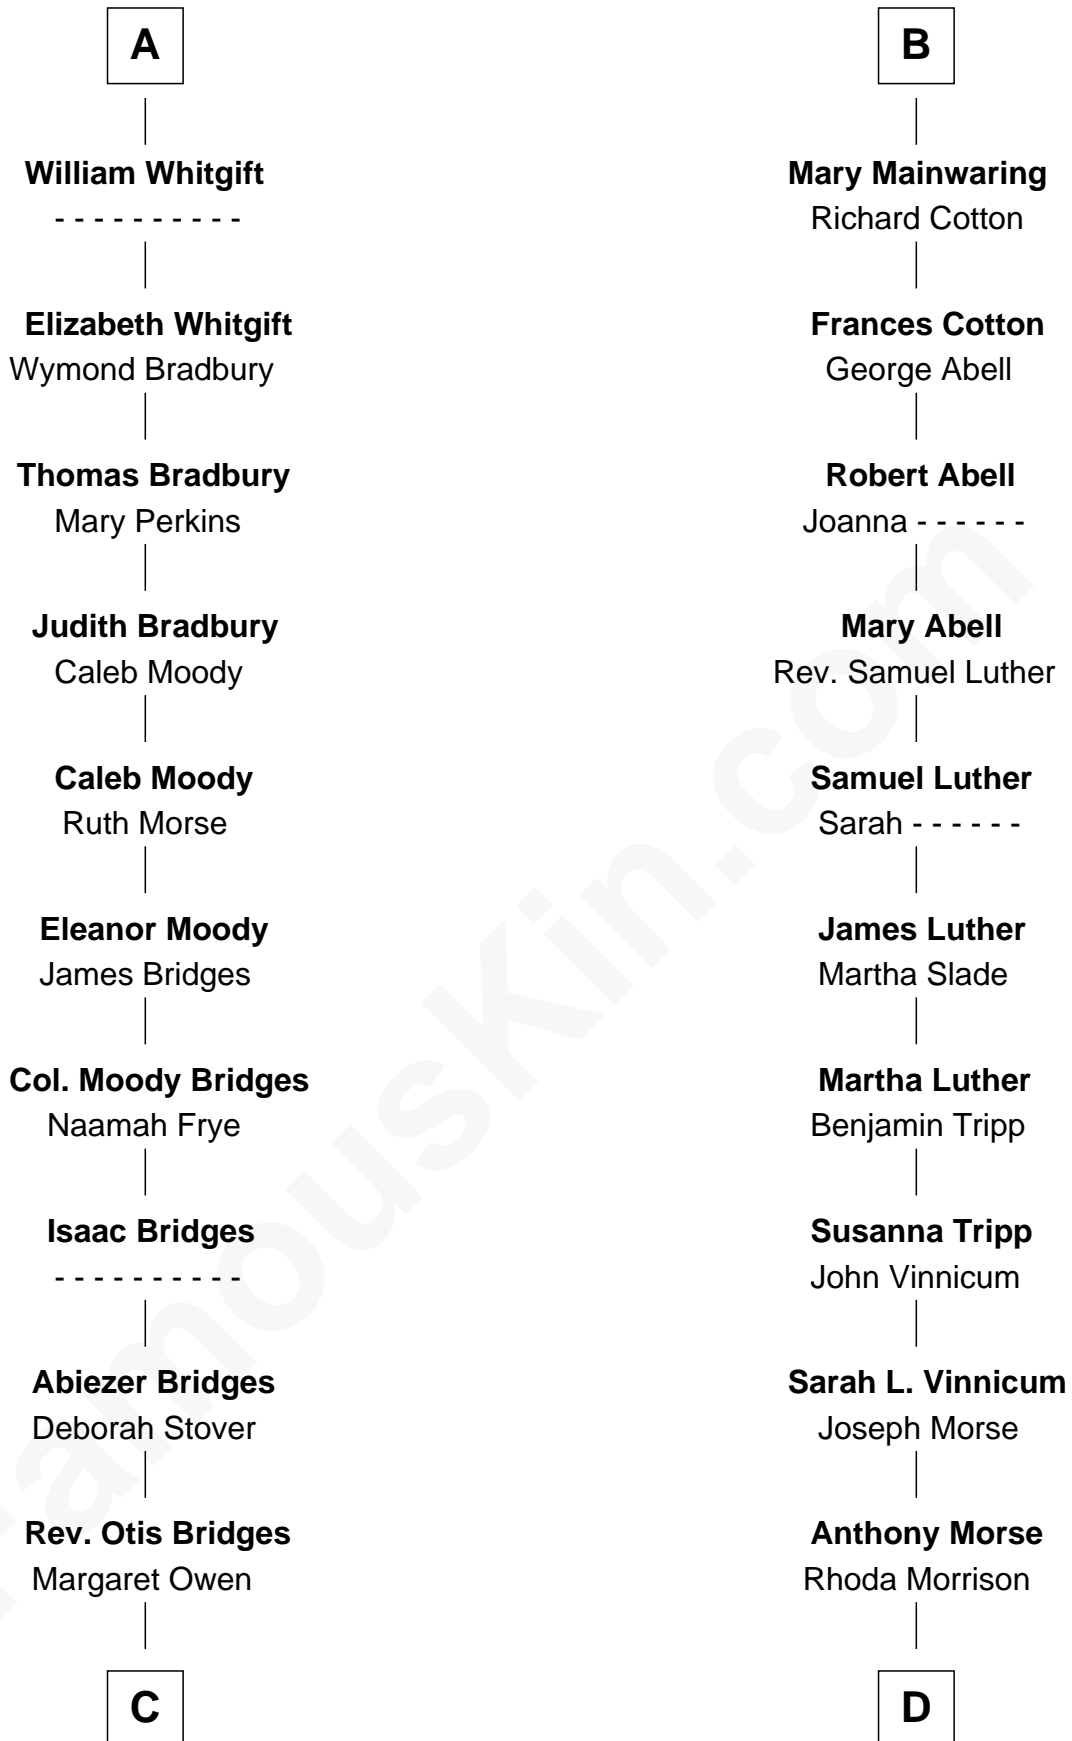 A
William Whitgift
- - - - - - - - - -
Elizabeth Whitgift
Wymond Bradbury
Thomas Bradbury
Mary Perkins
Judith Bradbury
Caleb Moody
Caleb Moody
Ruth Morse
Eleanor Moody
James Bridges
Col. Moody Bridges
Naamah Frye
Isaac Bridges
- - - - - - - - - -
Abiezer Bridges
Deborah Stover
Rev. Otis Bridges
Margaret Owen
C
B
Mary Mainwaring
Richard Cotton
Frances Cotton
George Abell
Robert Abell
Joanna - - - - - -
Mary Abell
Rev. Samuel Luther
Samuel Luther
Sarah - - - - - -
James Luther
Martha Slade
Martha Luther
Benjamin Tripp
Susanna Tripp
John Vinnicum
Sarah L. Vinnicum
Joseph Morse
Anthony Morse
Rhoda Morrison
D
FamousKin.com